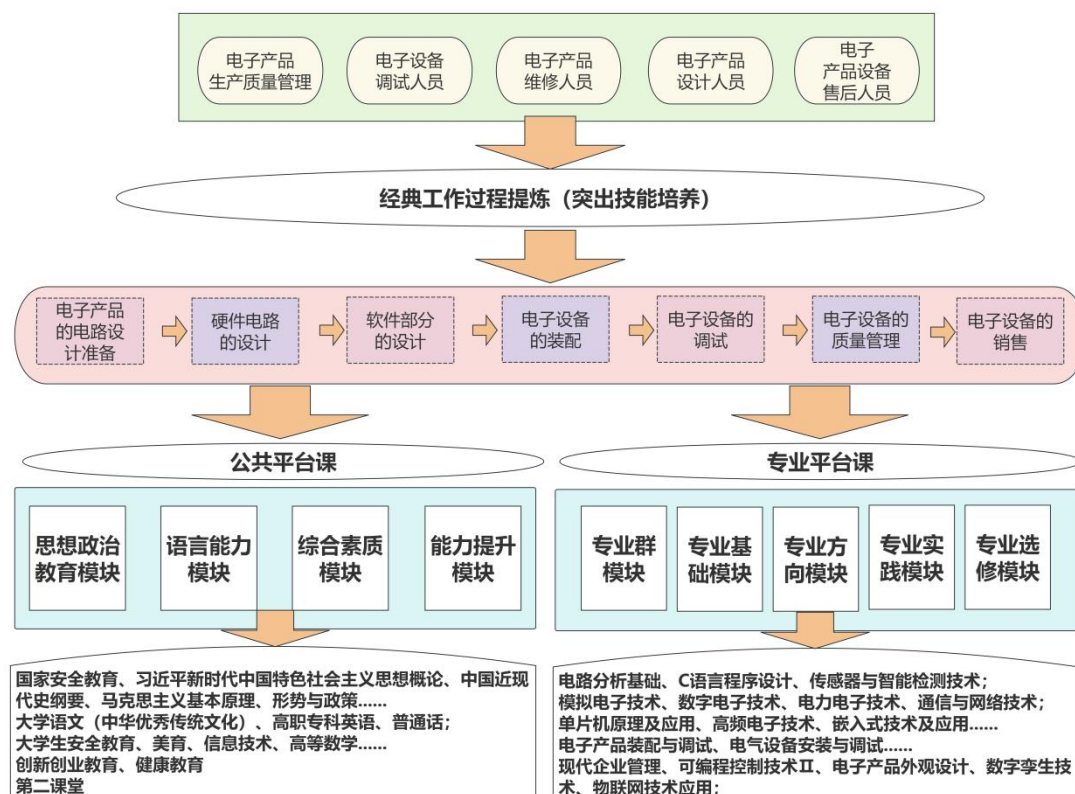 电子产品
生产质量管理
电子设备
调试人员
电子产品
维修人员
电子产品
设计人员
电子
产品设备
售后人员
经典工作过程提炼（突出技能培养）
电子产品
的电路设
计准备
硬件电路
的设计
软件部分
的设计
电子设备
的装配
电子设备的
调试
电子设备的
质量管理
电子设备的
销售
公共平台课
思想政治
教育模块
语言能力
模块
综合素质
模块
能力提升
模块
国家安全教育、习近平新时代中国特色社会主义思想概论、中国近现
代史纲要、马克思主义基本原理、形势与政策……
大学语文（中华优秀传统文化）、高职专科英语、普通话；
大学生安全教育、美育、信息技术、高等数学……
创新创业教育、健康教育
第二课堂
专业平台课
专业群
模块
专业基
础模块
专业方
向模块
专业实
践模块
专业选
修模块
电路分析基础、C语言程序设计、传感器与智能检测技术；
模拟电子技术、数字电子技术、电力电子技术、通信与网络技术；
单片机原理及应用、高频电子技术、嵌入式技术及应用……
电子产品装配与调试、电气设备安装与调试……
现代企业管理、可编程控制技术Ⅱ、电子产品外观设计、数字孪生技
术、物联网技术应用；